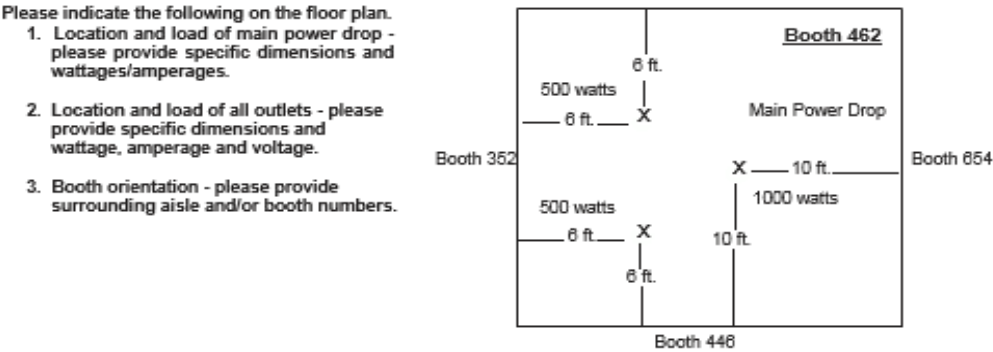 Please indicate the following on the floor plan.
1. Location and load of main power drop -
please provide specific dimensions and
wattages/amperages.
2. Location and load of all outlets - please
provide specific dimensions and
wattage, amperage and voltage.
3. Booth orientation - please provide
surrounding aisle and/or booth numbers.
Booth 462
6 ft.
500 watts
6 ft.
X
Main Power Drop
Booth 352
Booth 654
X
10 ft.
1000 watts
500 watts
6 ft.
X
10 ft.
6 ft.
Booth 446